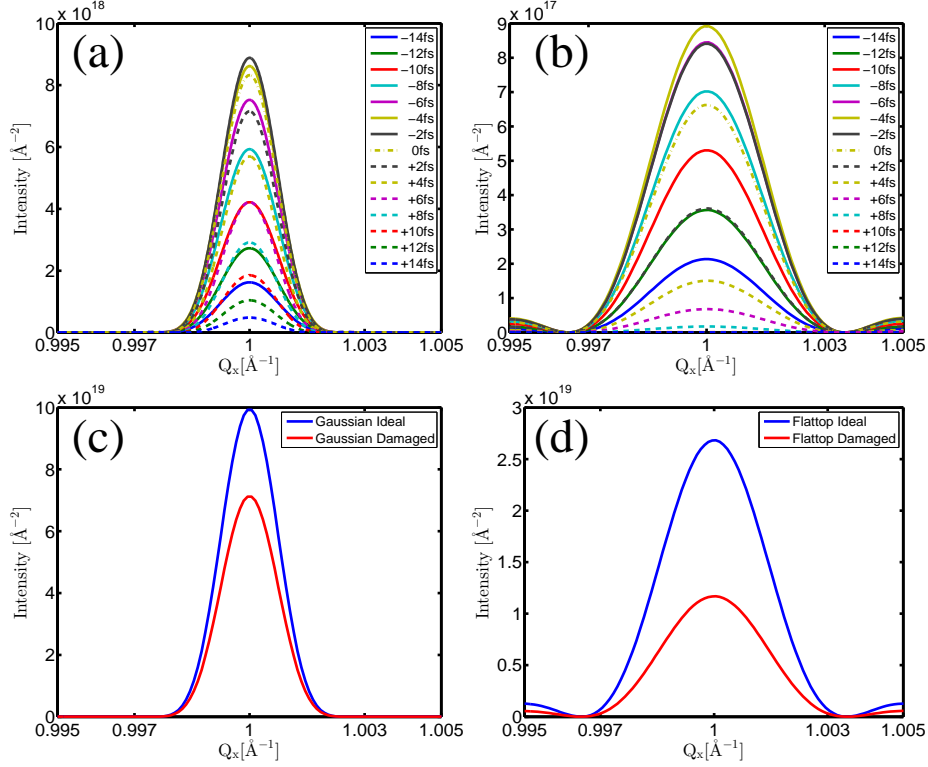 x 10^18
(a)
Intensity [Å^−2]
10
8
6
4
2
0
0.995 0.997 1 1.003 1.005
Q_x[Å^−1]
−14fs
−12fs
−10fs
−8fs
−6fs
−4fs
−2fs
0fs
+2fs
+4fs
+6fs
+8fs
+10fs
+12fs
+14fs
x 10^17
(b)
Intensity [Å^−2]
9
8
7
6
5
4
3
2
1
0
0.995 0.997 1 1.003 1.005
Q_x[Å^−1]
−14fs
−12fs
−10fs
−8fs
−6fs
−4fs
−2fs
0fs
+2fs
+4fs
+6fs
+8fs
+10fs
+12fs
+14fs
x 10^19
(c)
Intensity [Å^−2]
10
8
6
4
2
0
0.995 0.997 1 1.003 1.005
Q_x[Å^−1]
Gaussian Ideal
Gaussian Damaged
x 10^19
(d)
Intensity [Å^−2]
3
2.5
2
1.5
1
0.5
0
0.995 0.997 1 1.003 1.005
Q_x[Å^−1]
Flattop Ideal
Flattop Damaged